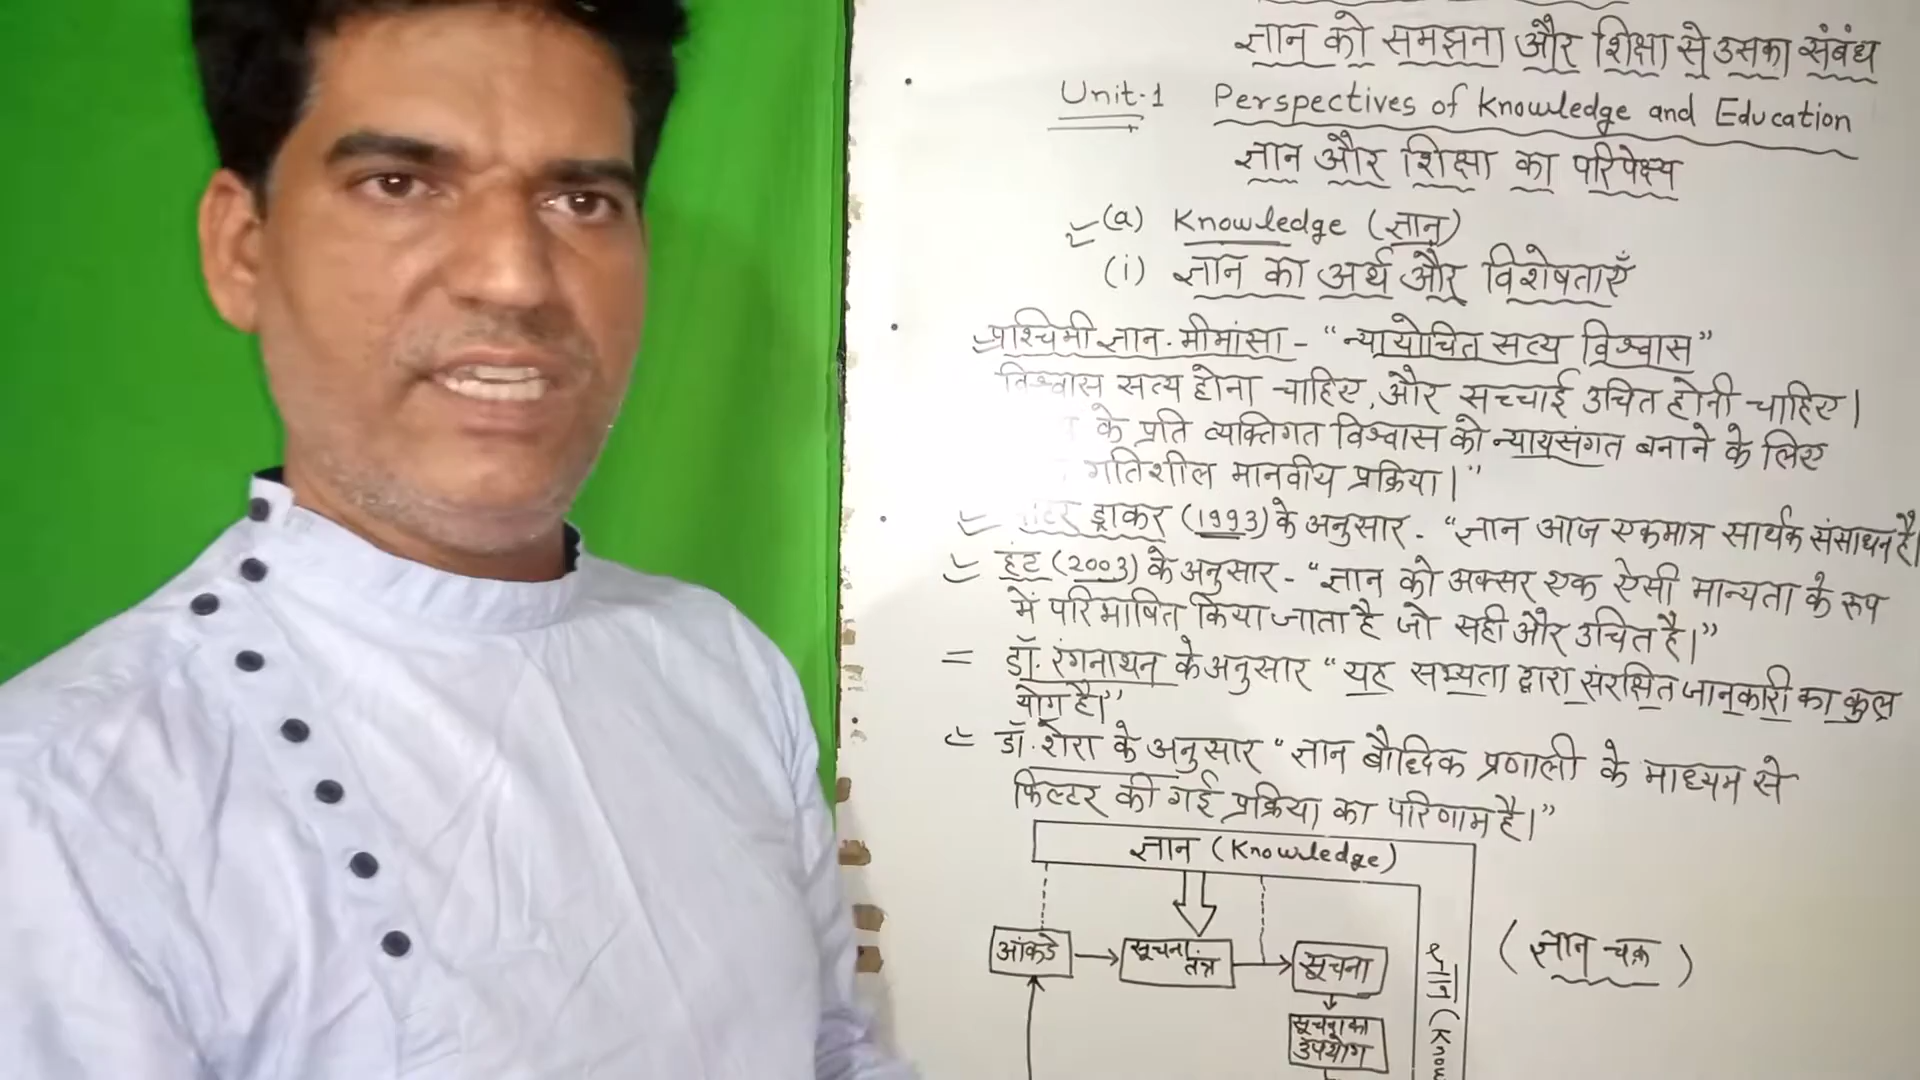 ज्ञान को समझना और शिक्षा से उसका संबंध
Unit-1 Perspectives of Knowledge and Education
ज्ञान और शिक्षा का परिपेक्ष्य
(a) Knowledge (ज्ञान)
(i) ज्ञान का अर्थ और विशेषताएँ
पश्चिमी ज्ञान-मीमांसा - “न्यायोचित सत्य विश्वास”
विश्वास सत्य होना चाहिए, और सच्चाई उचित होनी चाहिए।
के प्रति व्यक्तिगत विश्वास को न्यायसंगत बनाने के लिए
गतिशील मानवीय प्रक्रिया।”
ड्राकर (1993) के अनुसार - “ज्ञान आज एकमात्र सार्थक संसाधन है।
हंट (2003) के अनुसार - “ज्ञान को अक्सर एक ऐसी मान्यता के रूप
में परिभाषित किया जाता है जो सही और उचित है।”
डॉ. रंगनाथन के अनुसार “यह सभ्यता द्वारा संरक्षित जानकारी का कुल
योग है।”
डॉ. शेरा के अनुसार “ज्ञान बौद्धिक प्रणाली के माध्यम से
फिल्टर की गई प्रक्रिया का परिणाम है।”
ज्ञान (Knowledge)
आंकडे
सूचना तंत्र
सूचना
ज्ञान
(ज्ञान चक्र)
सूचना का
उपयोग